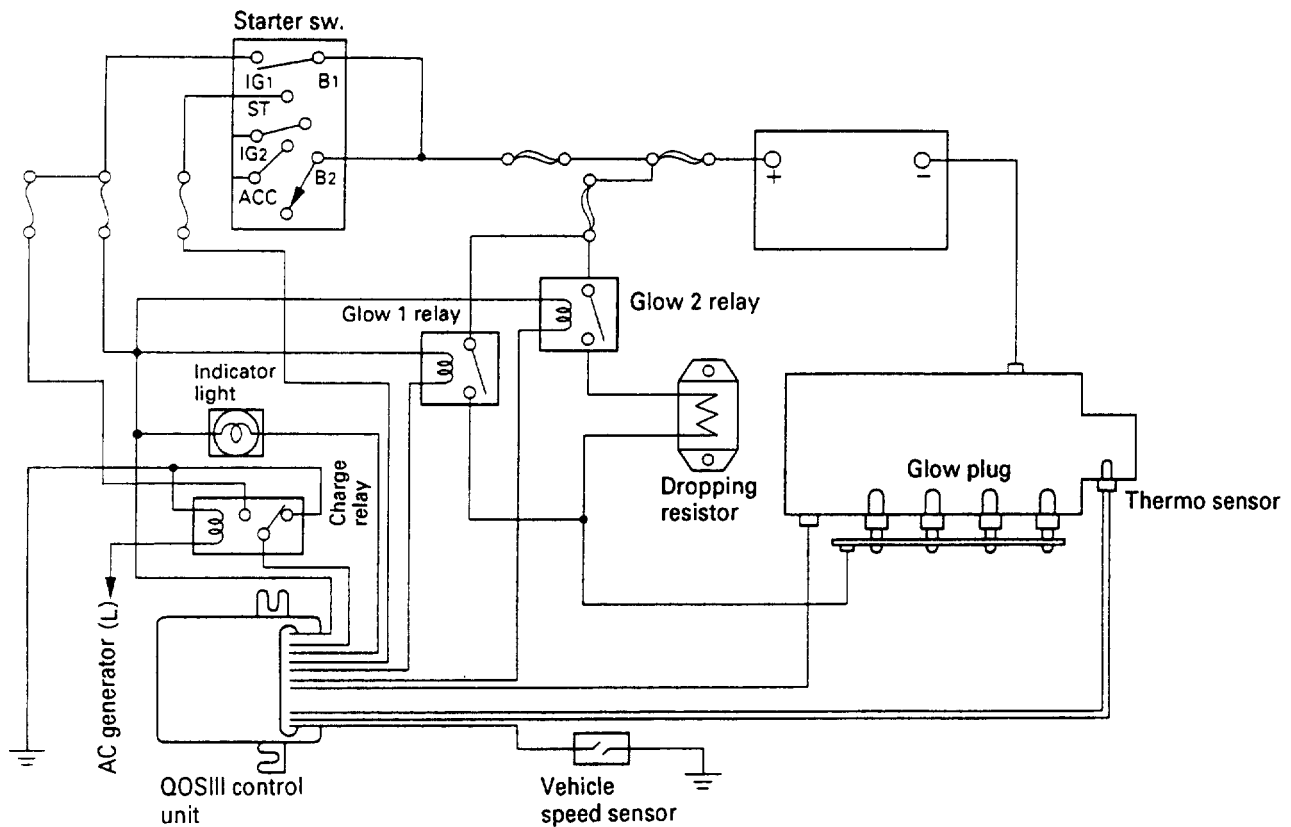 Starter sw.
IG1
B1
ST
IG2
B2
ACC
+
−
Glow 1 relay
Glow 2 relay
Indicator
light
Charge
relay
Dropping
resistor
Glow plug
Thermo sensor
AC generator (L)
QOSIII control
unit
Vehicle
speed sensor